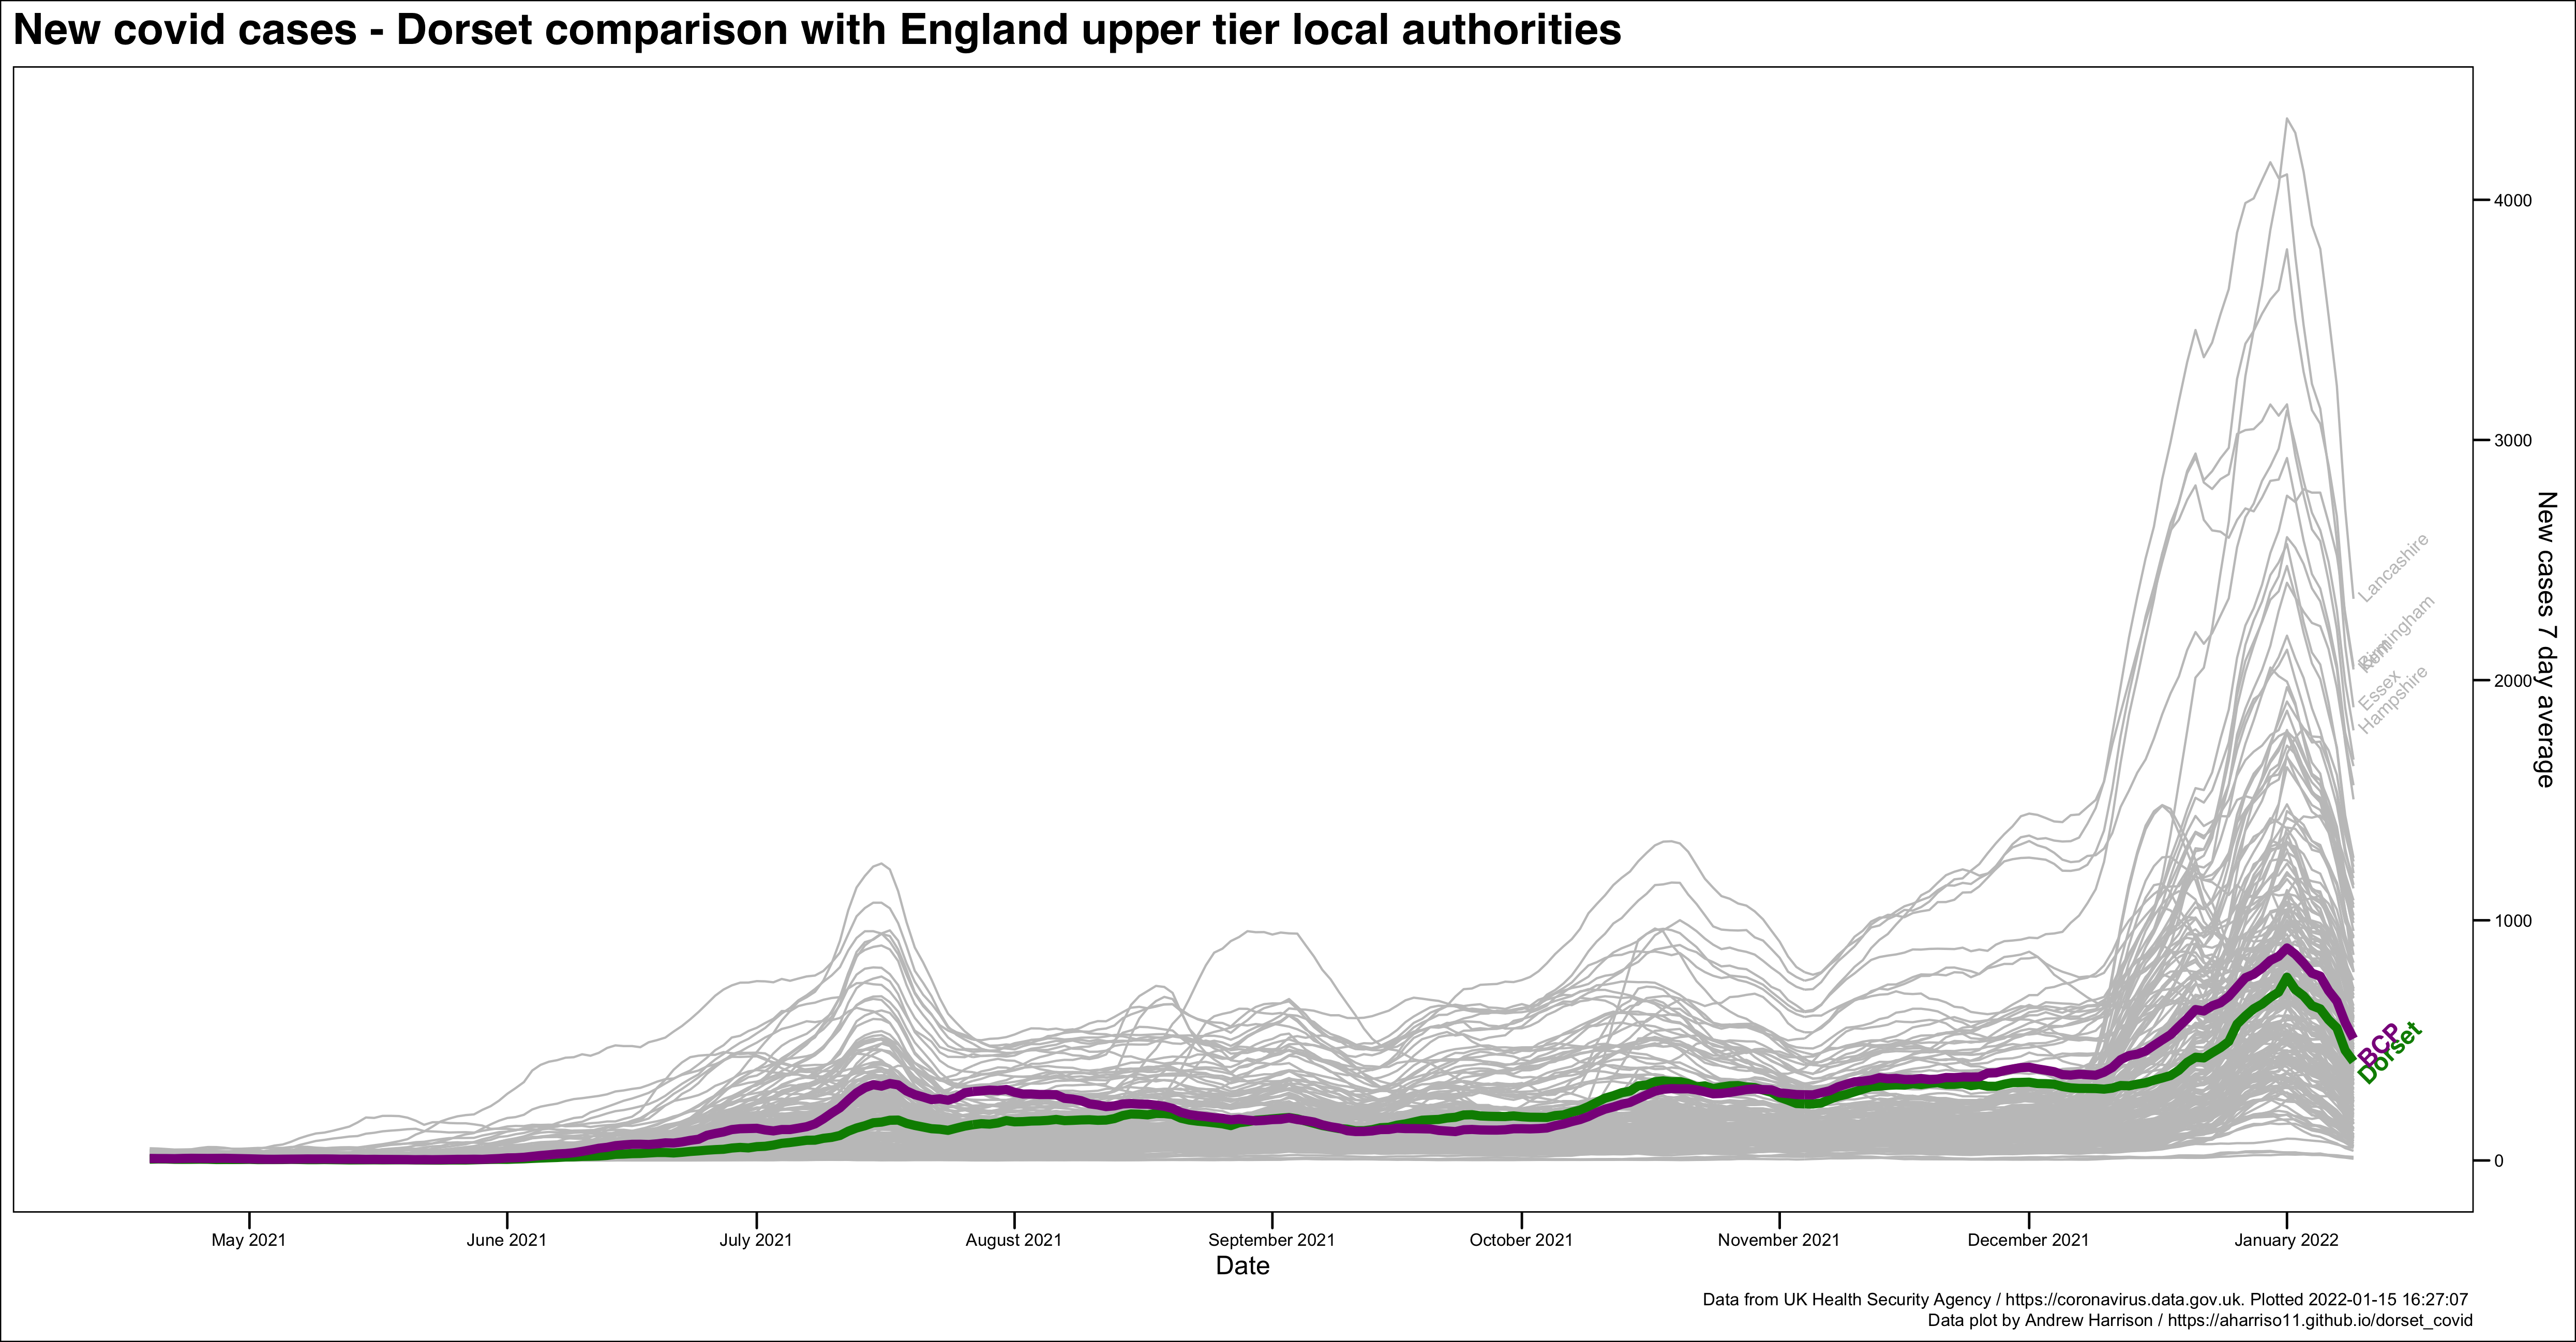 New covid cases - Dorset comparison with England upper tier local authorities
4000
3000
2000
1000
0
New cases 7 day average
Lancashire
Birmingham
Kent
Essex
Hampshire
BCP
Dorset
May 2021
June 2021
July 2021
August 2021
September 2021
October 2021
November 2021
December 2021
January 2022
Date
Data from UK Health Security Agency / https://coronavirus.data.gov.uk. Plotted 2022-01-15 16:27:07
Data plot by Andrew Harrison / https://aharriso11.github.io/dorset_covid